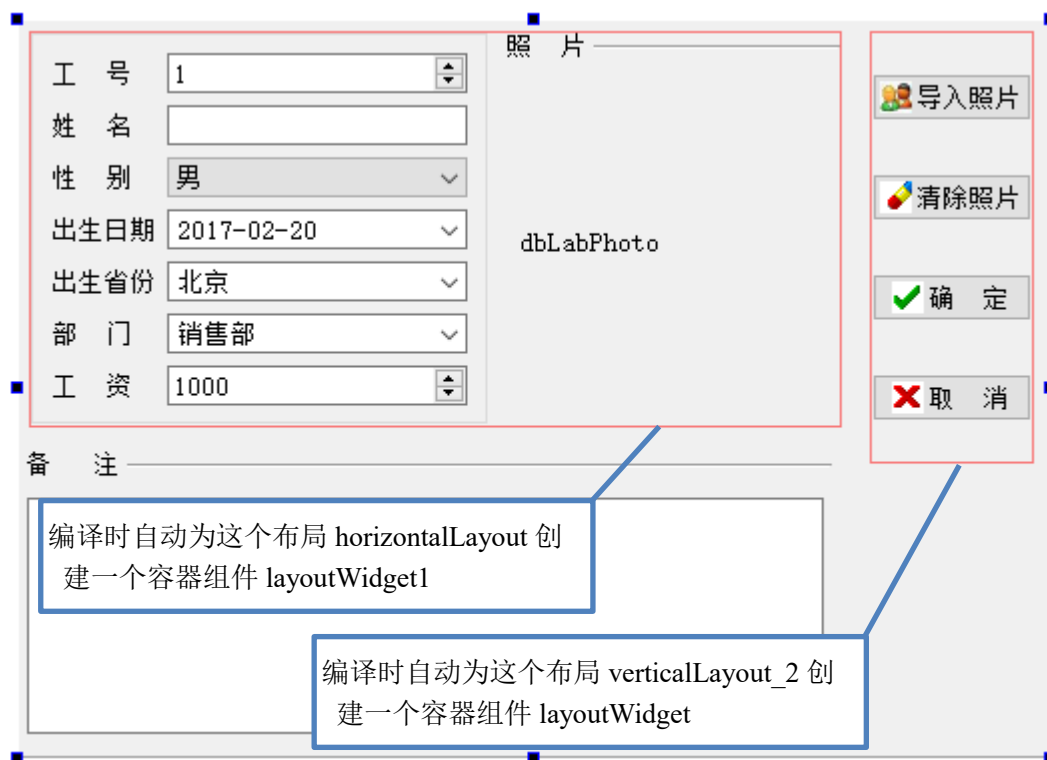 工 号 1
姓 名
性 别 男
出生日期 2017-02-20
出生省份 北京
部 门 销售部
工 资 1000
照 片
dbLabPhoto
导入照片
清除照片
确 定
取 消
备 注
编译时自动为这个布局 horizontalLayout 创
建一个容器组件 layoutWidget1
编译时自动为这个布局 verticalLayout_2 创
建一个容器组件 layoutWidget